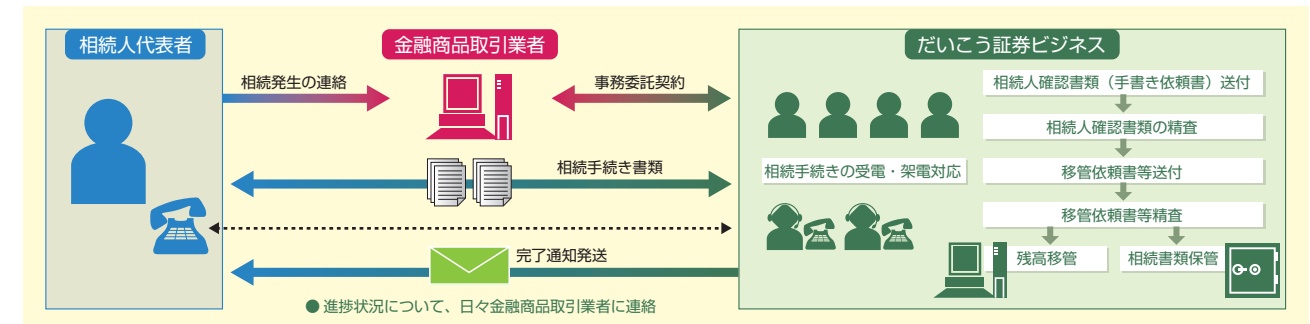 相続人代表者
金融商品取引業者
だいこう証券ビジネス
相続発生の連絡
事務委託契約
相続手続き書類
完了通知発送
● 進捗状況について、日々金融商品取引業者に連絡
相続手続きの受電・架電対応
相続人確認書類（手書き依頼書）送付
相続人確認書類の精査
移管依頼書等送付
移管依頼書等精査
残高移管
相続書類保管